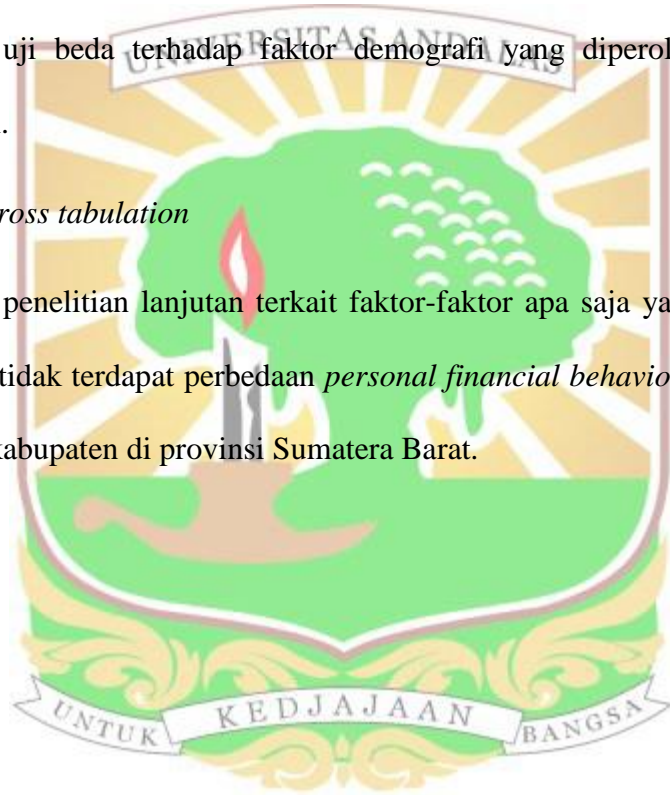 UNIVERSITAS ANDALAS
uji beda terhadap faktor demografi yang diperol
.
ross tabulation
penelitian lanjutan terkait faktor-faktor apa saja ya
tidak terdapat perbedaan personal financial behavio
kabupaten di provinsi Sumatera Barat.
UNTUK KEDJAJAAN BANGSA